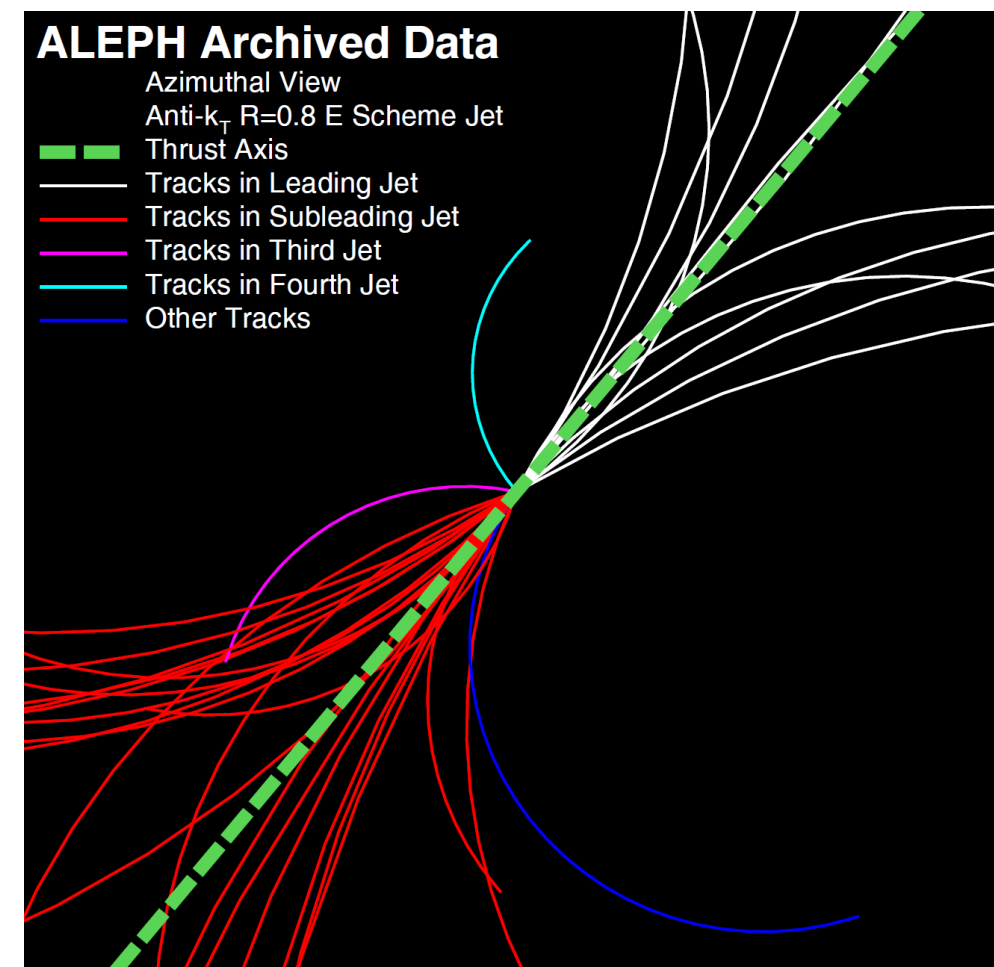 ALEPH Archived Data
Azimuthal View
Anti-kT R=0.8 E Scheme Jet
Thrust Axis
Tracks in Leading Jet
Tracks in Subleading Jet
Tracks in Third Jet
Tracks in Fourth Jet
Other Tracks